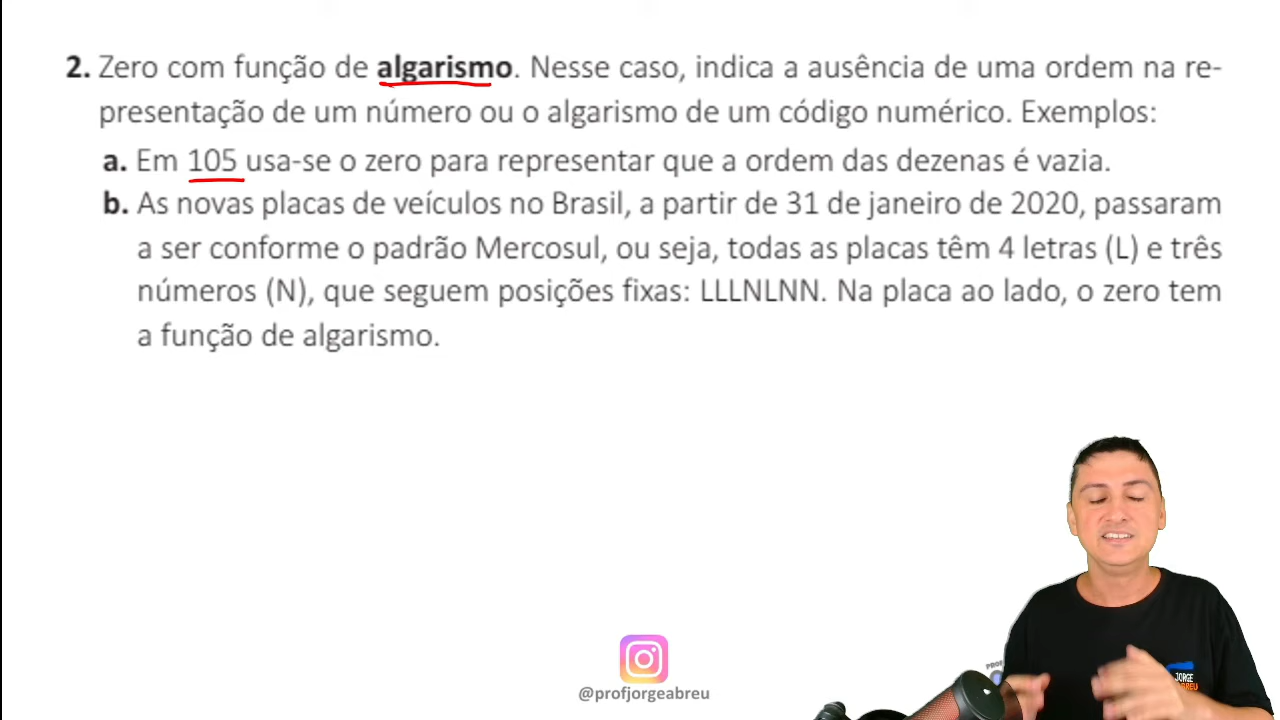 2. Zero com função de algarismo. Nesse caso, indica a ausência de uma ordem na re-
presentação de um número ou o algarismo de um código numérico. Exemplos:
a. Em 105 usa-se o zero para representar que a ordem das dezenas é vazia.
b. As novas placas de veículos no Brasil, a partir de 31 de janeiro de 2020, passaram
a ser conforme o padrão Mercosul, ou seja, todas as placas têm 4 letras (L) e três
números (N), que seguem posições fixas: LLLNLNN. Na placa ao lado, o zero tem
a função de algarismo.
@profjorgeabreu
JORGE